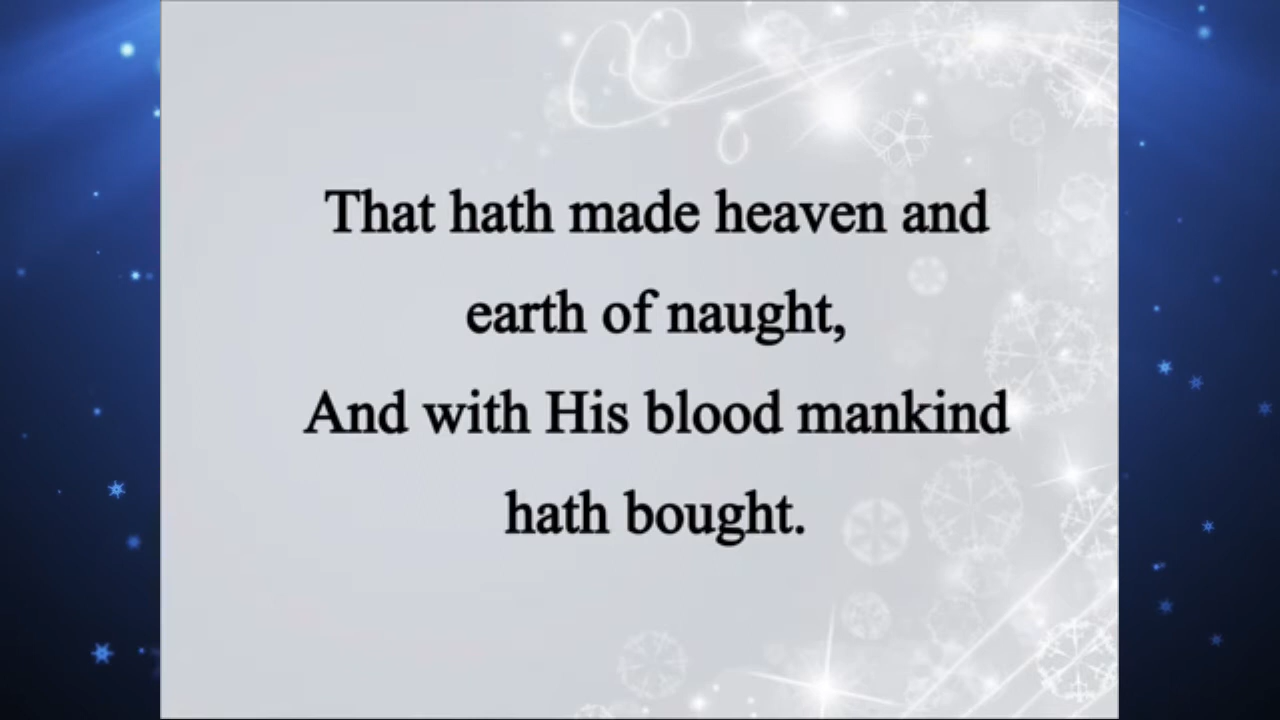 That hath made heaven and
earth of naught,
And with His blood mankind
hath bought.